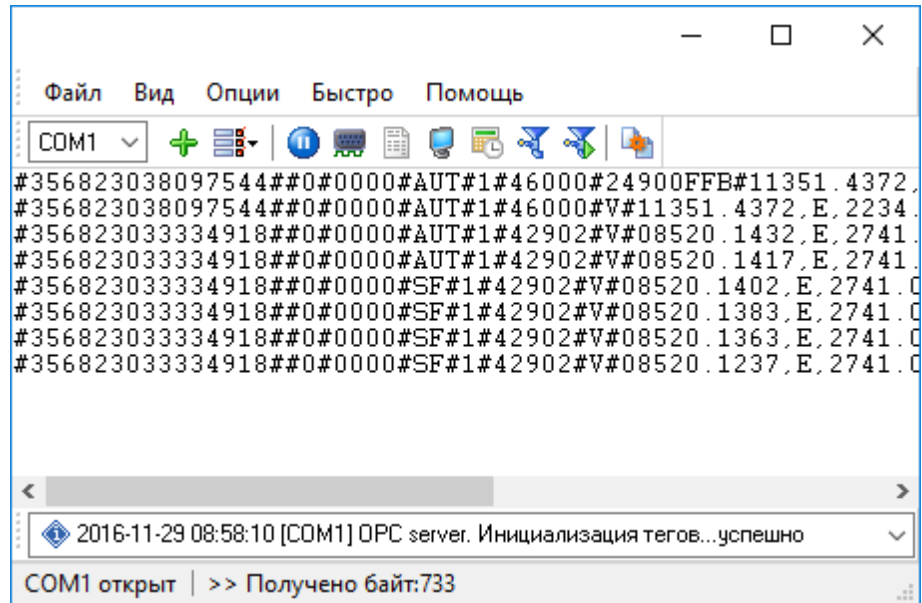 Файл Вид Опции Быстро Помощь
COM1
#356823038097544##0#0000#AUT#1#46000#24900FFB#11351.4372.
#356823038097544##0#0000#AUT#1#46000#V#11351.4372,E,2234.
#356823033334918##0#0000#AUT#1#42902#V#08520.1432,E,2741.
#356823033334918##0#0000#AUT#1#42902#V#08520.1417,E,2741.
#356823033334918##0#0000#SF#1#42902#V#08520.1402,E,2741.0
#356823033334918##0#0000#SF#1#42902#V#08520.1383,E,2741.0
#356823033334918##0#0000#SF#1#42902#V#08520.1363,E,2741.0
#356823033334918##0#0000#SF#1#42902#V#08520.1237,E,2741.0
2016-11-29 08:58:10 [COM1] OPC server. Инициализация тегов...успешно
COM1 открыт >> Получено байт:733